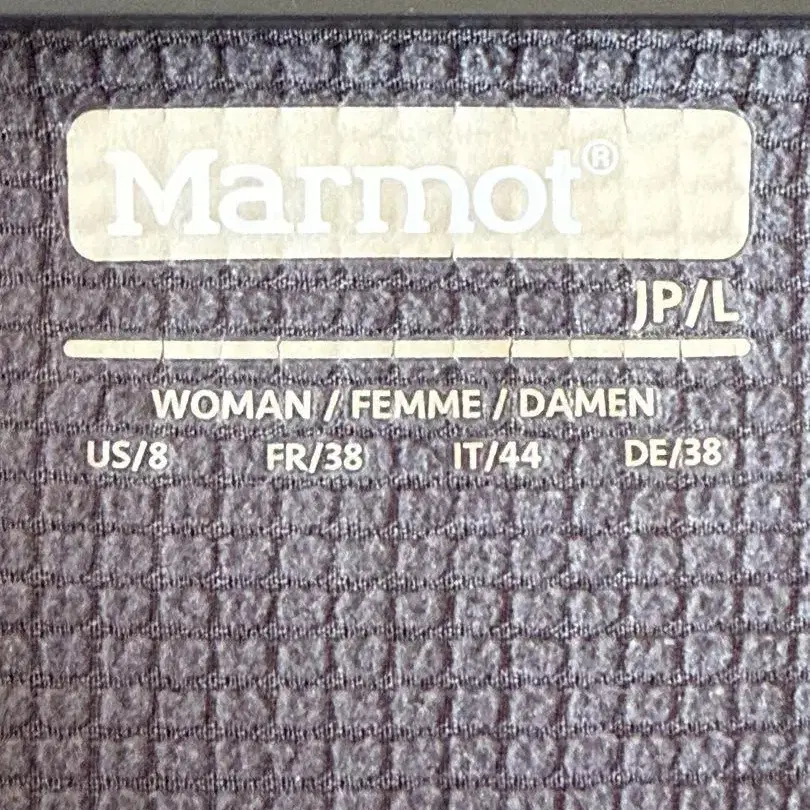 Marmot®
JP/L
WOMAN / FEMME / DAMEN
US/8 FR/38 IT/44 DE/38